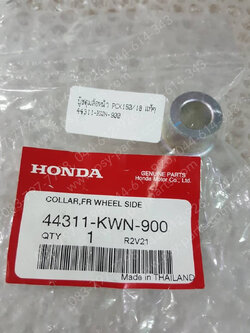 บู๊ชดุมล้อหน้า PCX150/18 แท้ๆ
44311-KWN-900
HONDA
GENUINE PARTS
Honda Motor Co., Ltd.
COLLAR,FR WHEEL SIDE
44311-KWN-900
QTY 1 R2V21
Made in THAILAND